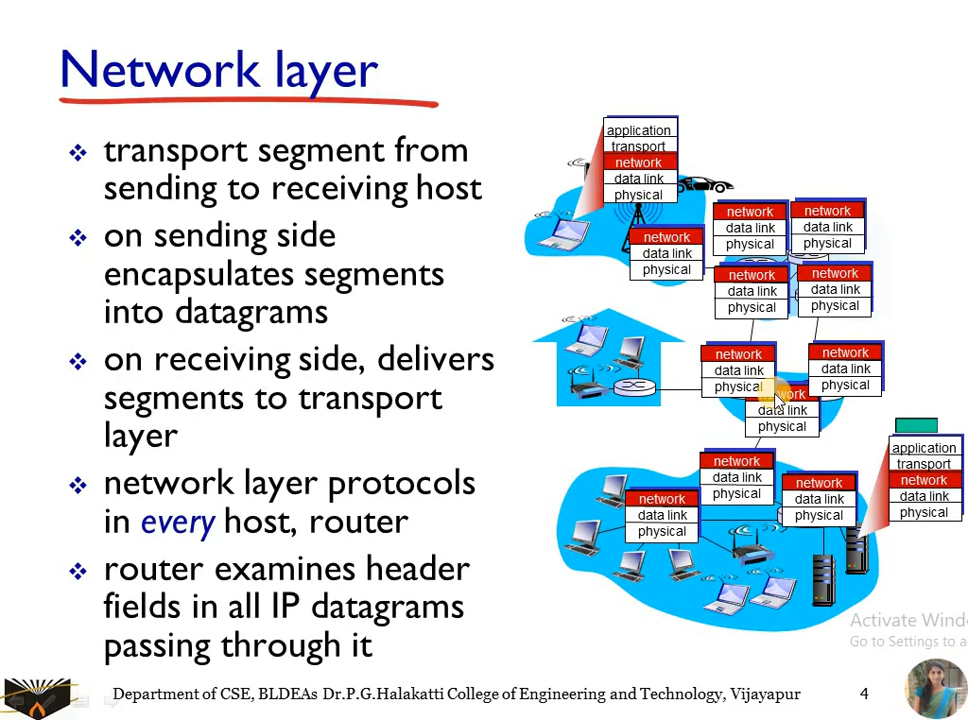 Network layer
transport segment from
sending to receiving host
on sending side
encapsulates segments
into datagrams
on receiving side, delivers
segments to transport
layer
network layer protocols
in every host, router
router examines header
fields in all IP datagrams
passing through it
application
transport
network
data link
physical
network
data link
physical
network
data link
physical
network
data link
physical
network
data link
physical
network
data link
physical
network
data link
physical
network
data link
physical
data link
physical
application
transport
network
data link
physical
network
data link
physical
network
data link
physical
network
data link
physical
Activate Wind
Go to Settings to a
Department of CSE, BLDEAs Dr.P.G.Halakatti College of Engineering and Technology, Vijayapur
4